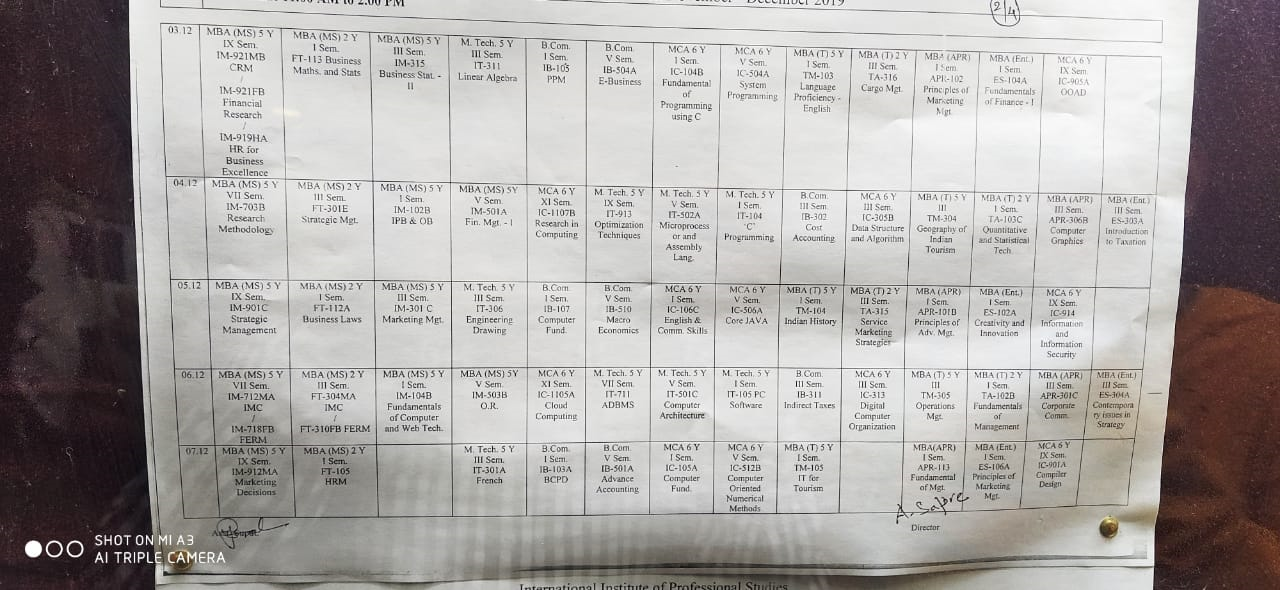 11:00 AM to 2.00 PM
December 2019
2/4
03.12
MBA (MS) 5 Y
IX Sem.
IM-921MB
CRM
/
IM-921FB
Financial
Research
/
IM-919HA
HR for
Business
Excellence
MBA (MS) 2 Y
I Sem.
FT-113 Business
Maths. and Stats
MBA (MS) 5 Y
III Sem.
IM-315
Business Stat. -
II
M. Tech. 5 Y
III Sem.
IT-311
Linear Algebra
B.Com.
I Sem.
IB-105
PPM
B.Com.
V Sem.
IB-504A
E-Business
MCA 6 Y
I Sem.
IC-104B
Fundamental
of
Programming
using C
MCA 6 Y
V Sem.
IC-504A
System
Programming
MBA (T) 5 Y
I Sem.
TM-103
Language
Proficiency -
English
MBA (T) 2 Y
III Sem.
TA-316
Cargo Mgt.
MBA (APR)
I Sem.
APR-102
Principles of
Marketing
Mgt.
MBA (Ent.)
I Sem.
ES-104A
Fundamentals
of Finance - I
MCA 6 Y
IX Sem.
IC-905A
OOAD
04.12
MBA (MS) 5 Y
VII Sem.
IM-703B
Research
Methodology
MBA (MS) 2 Y
III Sem.
FT-301E
Strategic Mgt.
MBA (MS) 5 Y
I Sem.
IM-102B
IPB & OB
MBA (MS) 5Y
V Sem.
IM-501A
Fin. Mgt. - I
MCA 6 Y
XI Sem.
IC-1107B
Research in
Computing
M. Tech. 5 Y
IX Sem.
IT-913
Optimization
Techniques
M. Tech. 5 Y
V Sem.
IT-502A
Microprocess
or and
Assembly
Lang.
M. Tech. 5 Y
I Sem.
IT-104
'C'
Programming
B.Com.
III Sem.
IB-302
Cost
Accounting
MCA 6 Y
III Sem.
IC-305B
Data Structure
and Algorithm
MBA (T) 5 Y
III
TM-304
Geography of
Indian
Tourism
MBA (T) 2 Y
I Sem.
TA-103C
Quantitative
and Statistical
Tech.
MBA (APR)
III Sem.
APR-306B
Computer
Graphics
MBA (Ent.)
III Sem.
ES-303A
Introduction
to Taxation
05.12
MBA (MS) 5 Y
IX Sem.
IM-901C
Strategic
Management
MBA (MS) 2 Y
I Sem.
FT-112A
Business Laws
MBA (MS) 5 Y
III Sem.
IM-301 C
Marketing Mgt.
M. Tech. 5 Y
III Sem.
IT-306
Engineering
Drawing
B.Com.
I Sem.
IB-107
Computer
Fund.
B.Com.
V Sem.
IB-510
Macro
Economics
MCA 6 Y
I Sem.
IC-106C
English &
Comm. Skills
MCA 6 Y
V Sem.
IC-506A
Core JAVA
MBA (T) 5 Y
I Sem.
TM-104
Indian History
MBA (T) 2 Y
III Sem.
TA-315
Service
Marketing
Strategies
MBA (APR)
I Sem.
APR-101B
Principles of
Adv. Mgt.
MBA (Ent.)
I Sem.
ES-102A
Creativity and
Innovation
MCA 6 Y
IX Sem.
IC-914
Information
and
Information
Security
06.12
MBA (MS) 5 Y
VII Sem.
IM-712MA
IMC
/
IM-718FB
FERM
MBA (MS) 2 Y
III Sem.
FT-304MA
IMC
/
FT-310FB FERM
MBA (MS) 5 Y
I Sem.
IM-104B
Fundamentals
of Computer
and Web Tech.
MBA (MS) 5Y
V Sem.
IM-503B
O.R.
MCA 6 Y
XI Sem.
IC-1105A
Cloud
Computing
M. Tech. 5 Y
VII Sem.
IT-711
ADBMS
M. Tech. 5 Y
V Sem.
IT-501C
Computer
Architecture
M. Tech. 5 Y
I Sem.
IT-105 PC
Software
B.Com.
III Sem.
IB-311
Indirect Taxes
MCA 6 Y
III Sem.
IC-313
Digital
Computer
Organization
MBA (T) 5 Y
III
TM-305
Operations
Mgt.
MBA (T) 2 Y
I Sem.
TA-102B
Fundamentals
of
Management
MBA (APR)
III Sem.
APR-301C
Corporate
Comm.
MBA (Ent.)
III Sem.
ES-304A
Contempora
ry issues in
Strategy
07.12
MBA (MS) 5 Y
IX Sem.
IM-912MA
Marketing
Decisions
MBA (MS) 2 Y
I Sem.
FT-105
HRM
M. Tech. 5 Y
III Sem.
IT-301A
French
B.Com.
I Sem.
IB-103A
BCPD
B.Com.
V Sem.
IB-501A
Advance
Accounting
MCA 6 Y
I Sem.
IC-105A
Computer
Fund.
MCA 6 Y
V Sem.
IC-512B
Computer
Oriented
Numerical
Methods
MBA (T) 5 Y
I Sem.
TM-105
IT for
Tourism
MBA(APR)
I Sem.
APR-113
Fundamental
of Mgt.
MBA (Ent.)
I Sem.
ES-106A
Principles of
Marketing
Mgt.
MCA 6 Y
IX Sem.
IC-901A
Compiler
Design
A. Sapre
Director
SHOT ON MI A3
AI TRIPLE CAMERA
International Institute of Professional Studies